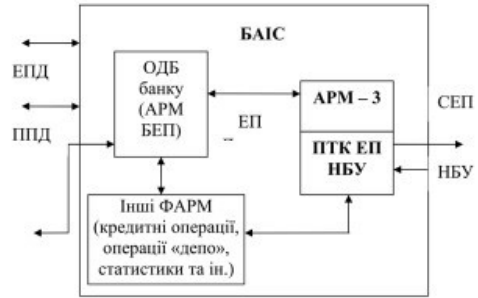 БАІС
ЕПД
ППД
ОДБ
банку
(АРМ
БЕП)
ЕП
АРМ – 3
ПТК ЕП
НБУ
СЕП
НБУ
Інші ФАРМ
(кредитні операції,
операції «депо»,
статистики та ін.)